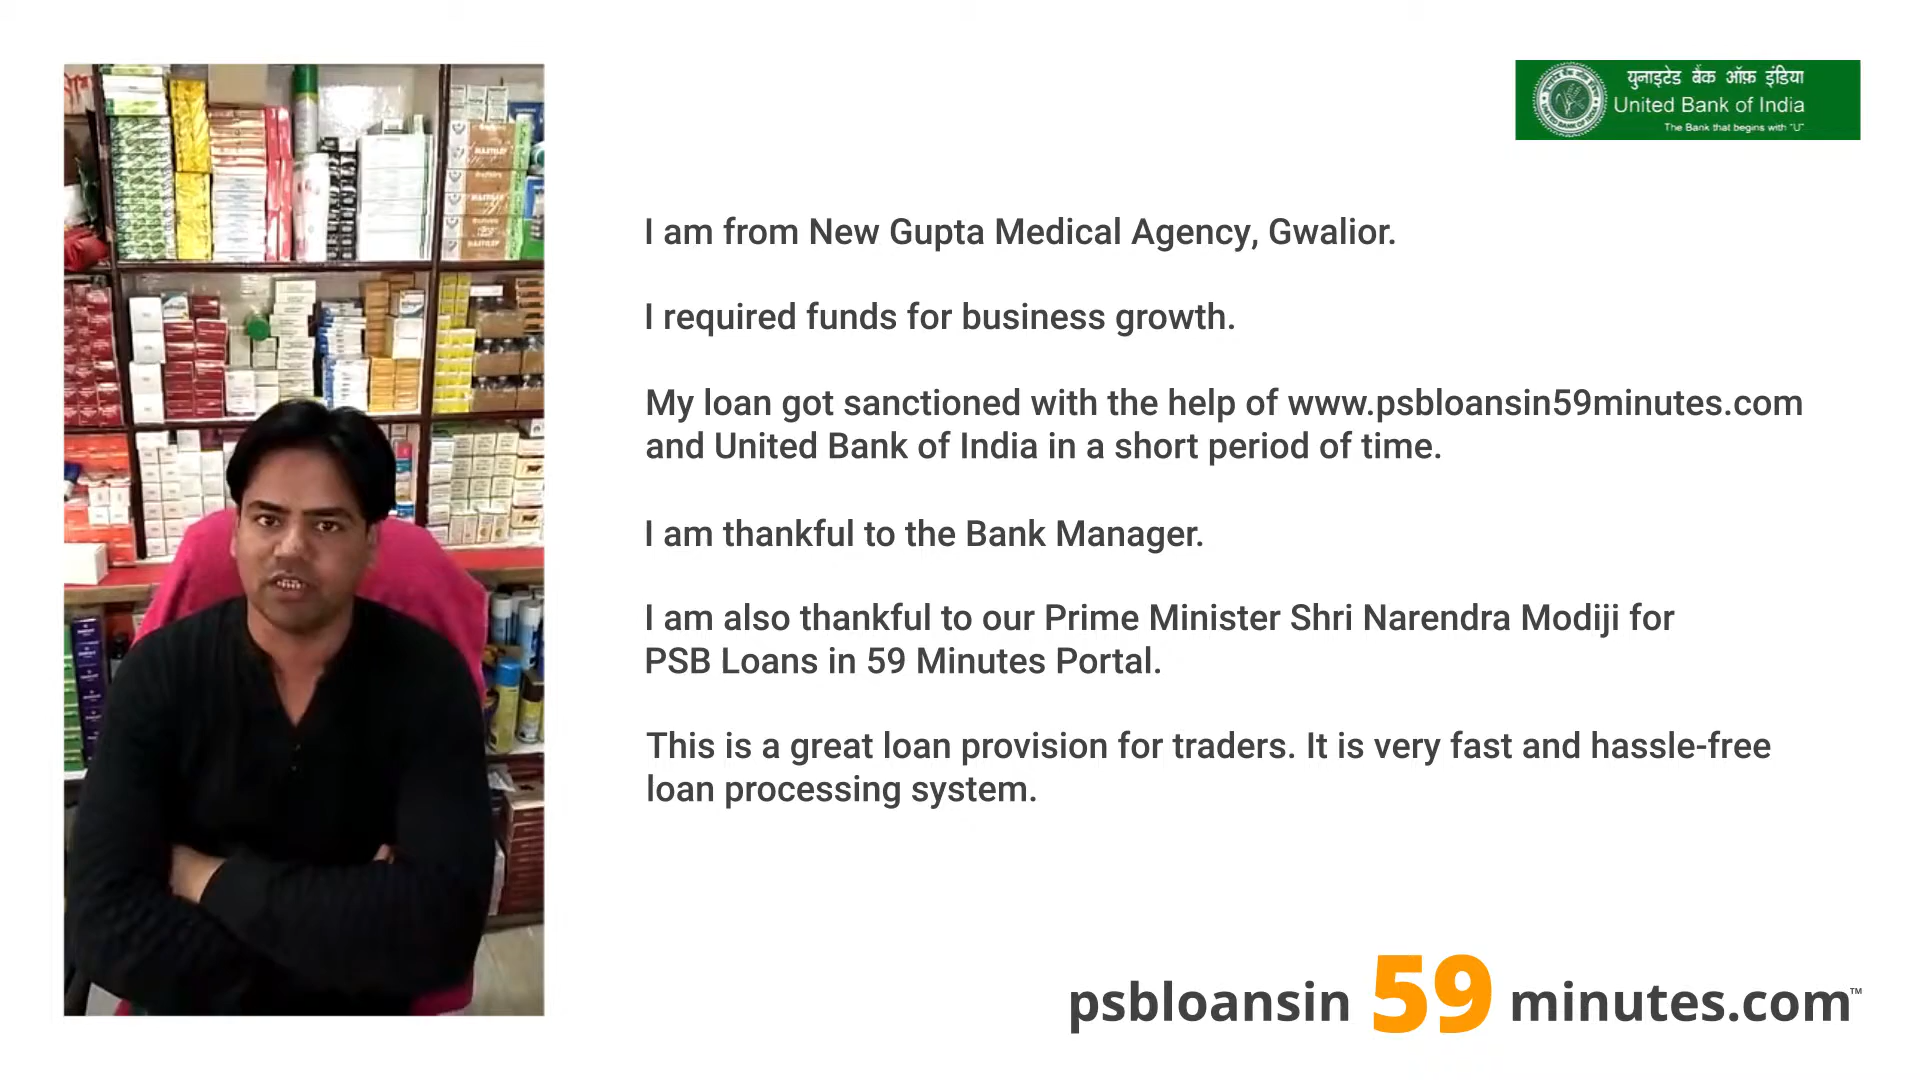 युनाइटेड बैंक ऑफ़ इंडिया
United Bank of India
The Bank that begins with "U"
I am from New Gupta Medical Agency, Gwalior.
I required funds for business growth.
My loan got sanctioned with the help of www.psbloansin59minutes.com
and United Bank of India in a short period of time.
I am thankful to the Bank Manager.
I am also thankful to our Prime Minister Shri Narendra Modiji for
PSB Loans in 59 Minutes Portal.
This is a great loan provision for traders. It is very fast and hassle-free
loan processing system.
psbloansin 59 minutes.com™